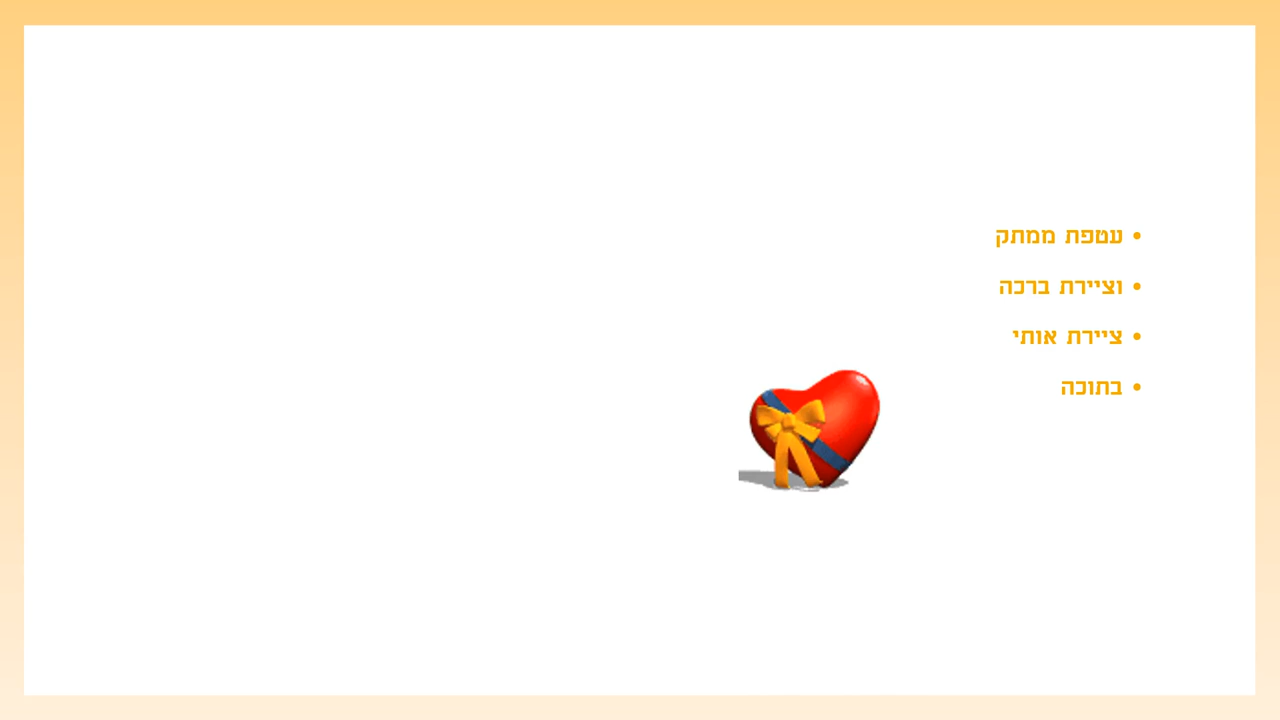 • עטפת ממתק
• וציירת ברכה
• ציירת אותי
• בתוכה